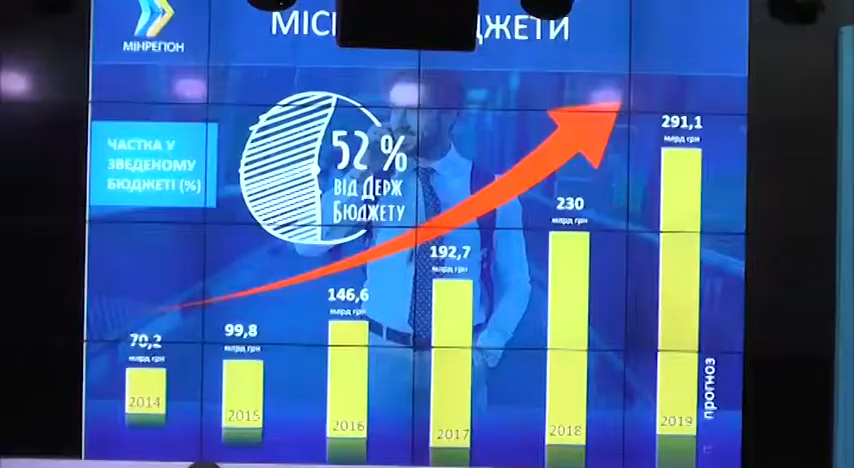 МІНРЕГІОН
МІС
ДЖЕТИ
ЧАСТКА У
ЗВЕДЕНОМУ
БЮДЖЕТІ (%)
52 %
ВІД ДЕРЖ
БЮДЖЕТУ
70,2
млрд грн
2014
99,8
млрд грн
2015
146,6
млрд грн
2016
192,7
млрд грн
2017
230
млрд грн
2018
291,1
млрд грн
2019
прогноз